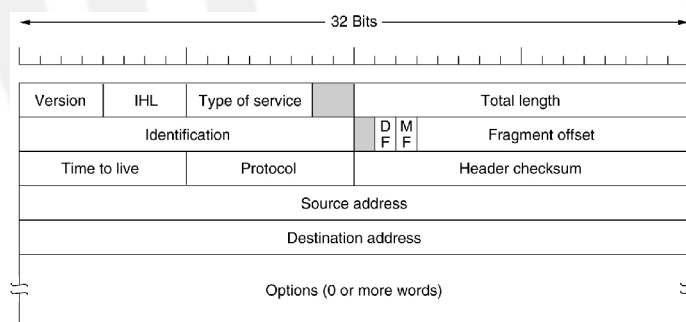 32 Bits
Version IHL Type of service Total length
Identification D F M F Fragment offset
Time to live Protocol Header checksum
Source address
Destination address
Options (0 or more words)